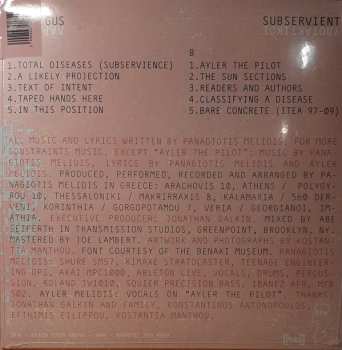 GUS
SUBSERVIENT
B
1.TOTAL DISEASES (SUBSERVIENCE)
2.A LIKELY PROJECTION
3.TEXT OF INTENT
4.TAPED HANDS HERE
5.IN THIS POSITION
1.AYLER THE PILOT
2.THE SUN SECTIONS
3.READERS AND AUTHORS
4.CLASSIFYING A DISEASE
5.BARE CONCRETE (ITEA 97-09)
ALL MUSIC AND LYRICS WRITTEN BY PANAGIOTIS MELIDIS. FOR MORE
CONSTRAINTS MUSIC, EXCEPT "AYLER THE PILOT": MUSIC BY PANA
GIOTIS MELIDIS, LYRICS BY PANAGIOTIS MELIDIS AND AYLER
MELIDIS. PRODUCED, PERFORMED, RECORDED AND ARRANGED BY PA
NAGIOTIS MELIDIS IN GREECE: ARACHOVIS 10, ATHENS / POLYGY
ROU 10, THESSALONIKI / MAKRIRRAXIS 8, KALAMARIA / 560 DER
VENI, CORINTHIA / GORGOPOTAMOU 7, VERIA / GEORGIANOI, IM
ATHIA. EXECUTIVE PRODUCER: JONATHAN GALKIN. MIXED BY ABE
SEIFERTH IN TRANSMISSION STUDIOS, GREENPOINT, BROOKLYN, NY.
MASTERED BY JOE LAMBERT. ARTWORK AND PHOTOGRAPHS BY KOSTAN
TIA MANTHOU. FONT COURTESY OF THE BENAKI MUSEUM. PANAGIOTIS
MELIDIS: SHURE SM57, HIMAKE STRATOCASTER, TEENAGE ENGINEER
ING OP1, AKAI MPC1000, ABLETON LIVE, VOCALS, DRUMS, PERCUS
SION, ROLAND TW1010, SQUIER PRECISION BASS, IBANEZ AFR, MFB
502. AYLER MELIDIS: VOCALS ON "AYLER THE PILOT". THANKS
JONATHAN GALKIN AND FAMILY, KONSTANTINOS ANTONOPOULOS,
EFTHIMIS FILIPPOU, KOSTANTIA MANTHOU.